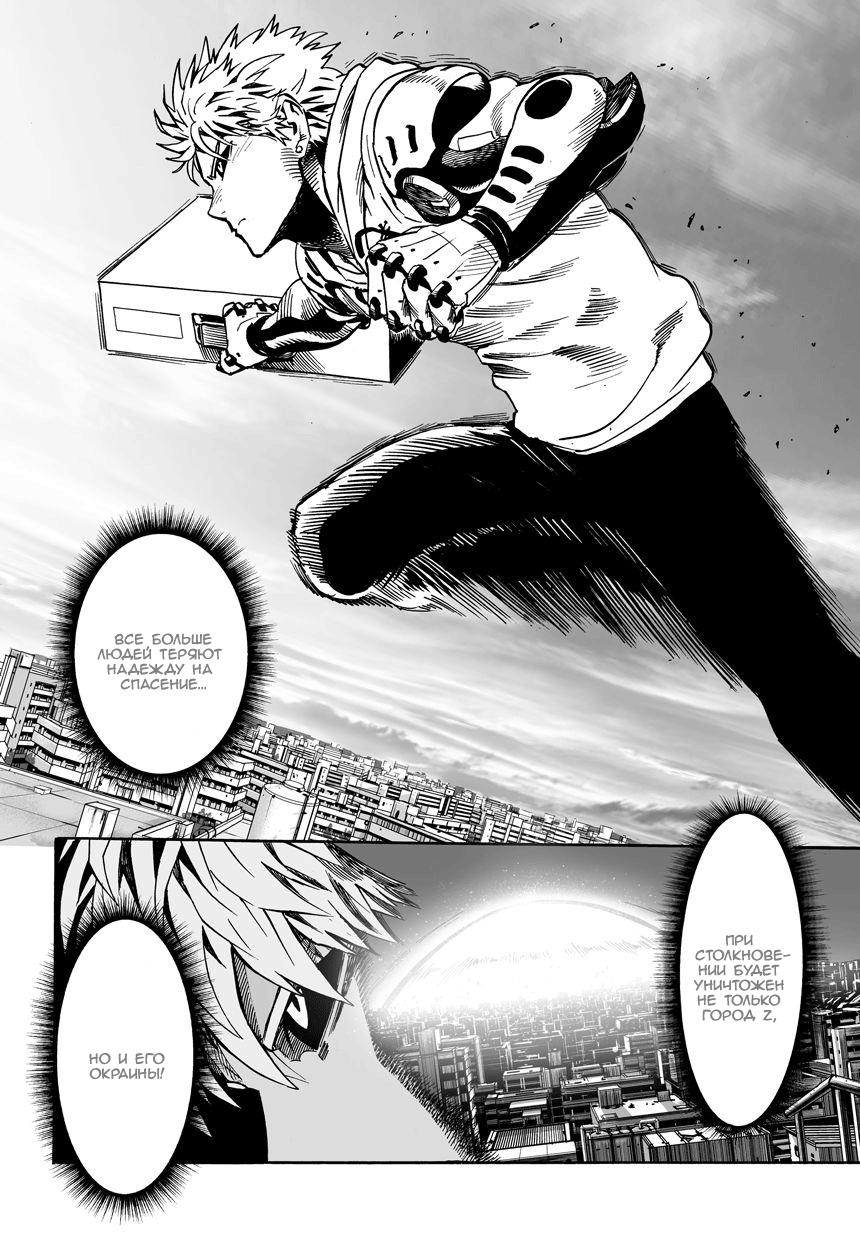 ВСЕ БОЛЬШЕ
ЛЮДЕЙ ТЕРЯЮТ
НАДЕЖДУ НА
СПАСЕНИЕ...
ПРИ
СТОЛКНОВЕ-
НИИ БУДЕТ
УНИЧТОЖЕН
НЕ ТОЛЬКО
ГОРОД Z,
НО И ЕГО
ОКРАИНЫ!